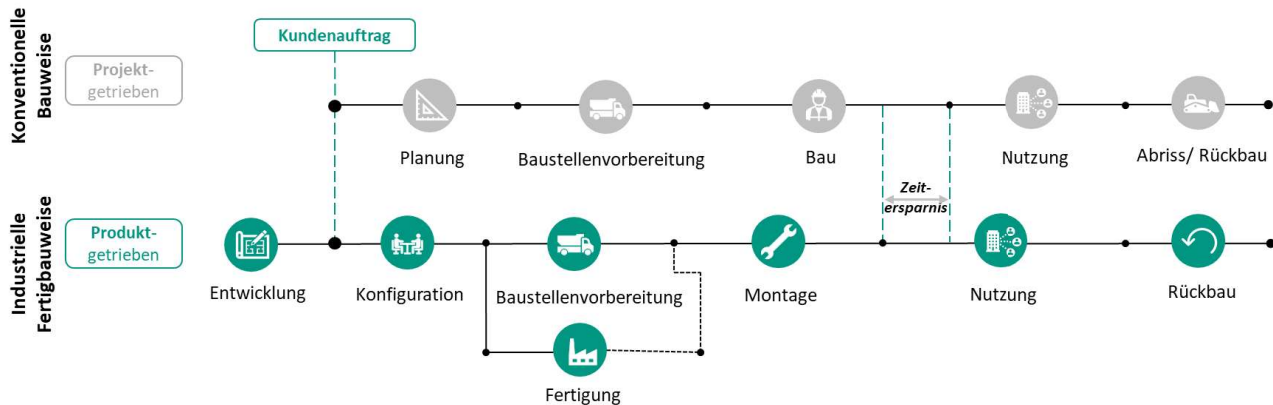 Konventionelle
Bauweise
Projekt-
getrieben
Kundenauftrag
Planung
Baustellenvorbereitung
Bau
Nutzung
Abriss/ Rückbau
Zeit-
ersparnis
Industrielle
Fertigbauweise
Produkt-
getrieben
Entwicklung
Konfiguration
Baustellenvorbereitung
Montage
Nutzung
Rückbau
Fertigung